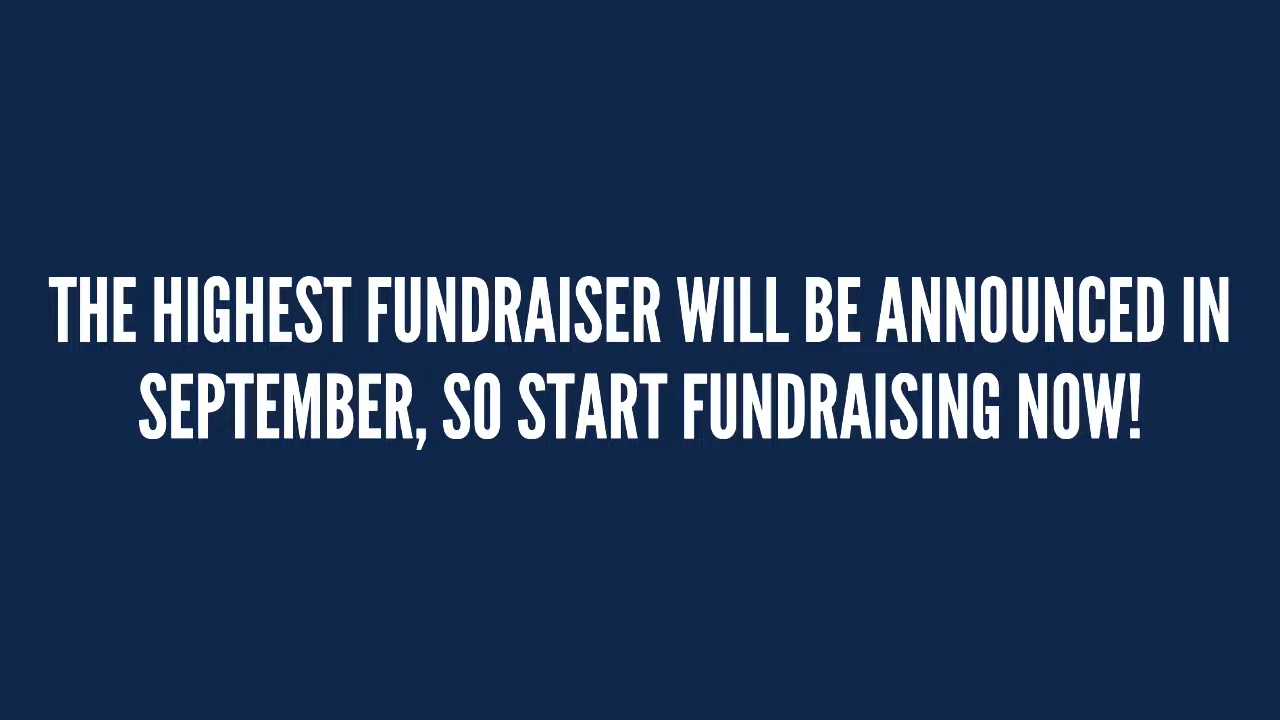 THE HIGHEST FUNDRAISER WILL BE ANNOUNCED IN
SEPTEMBER, SO START FUNDRAISING NOW!